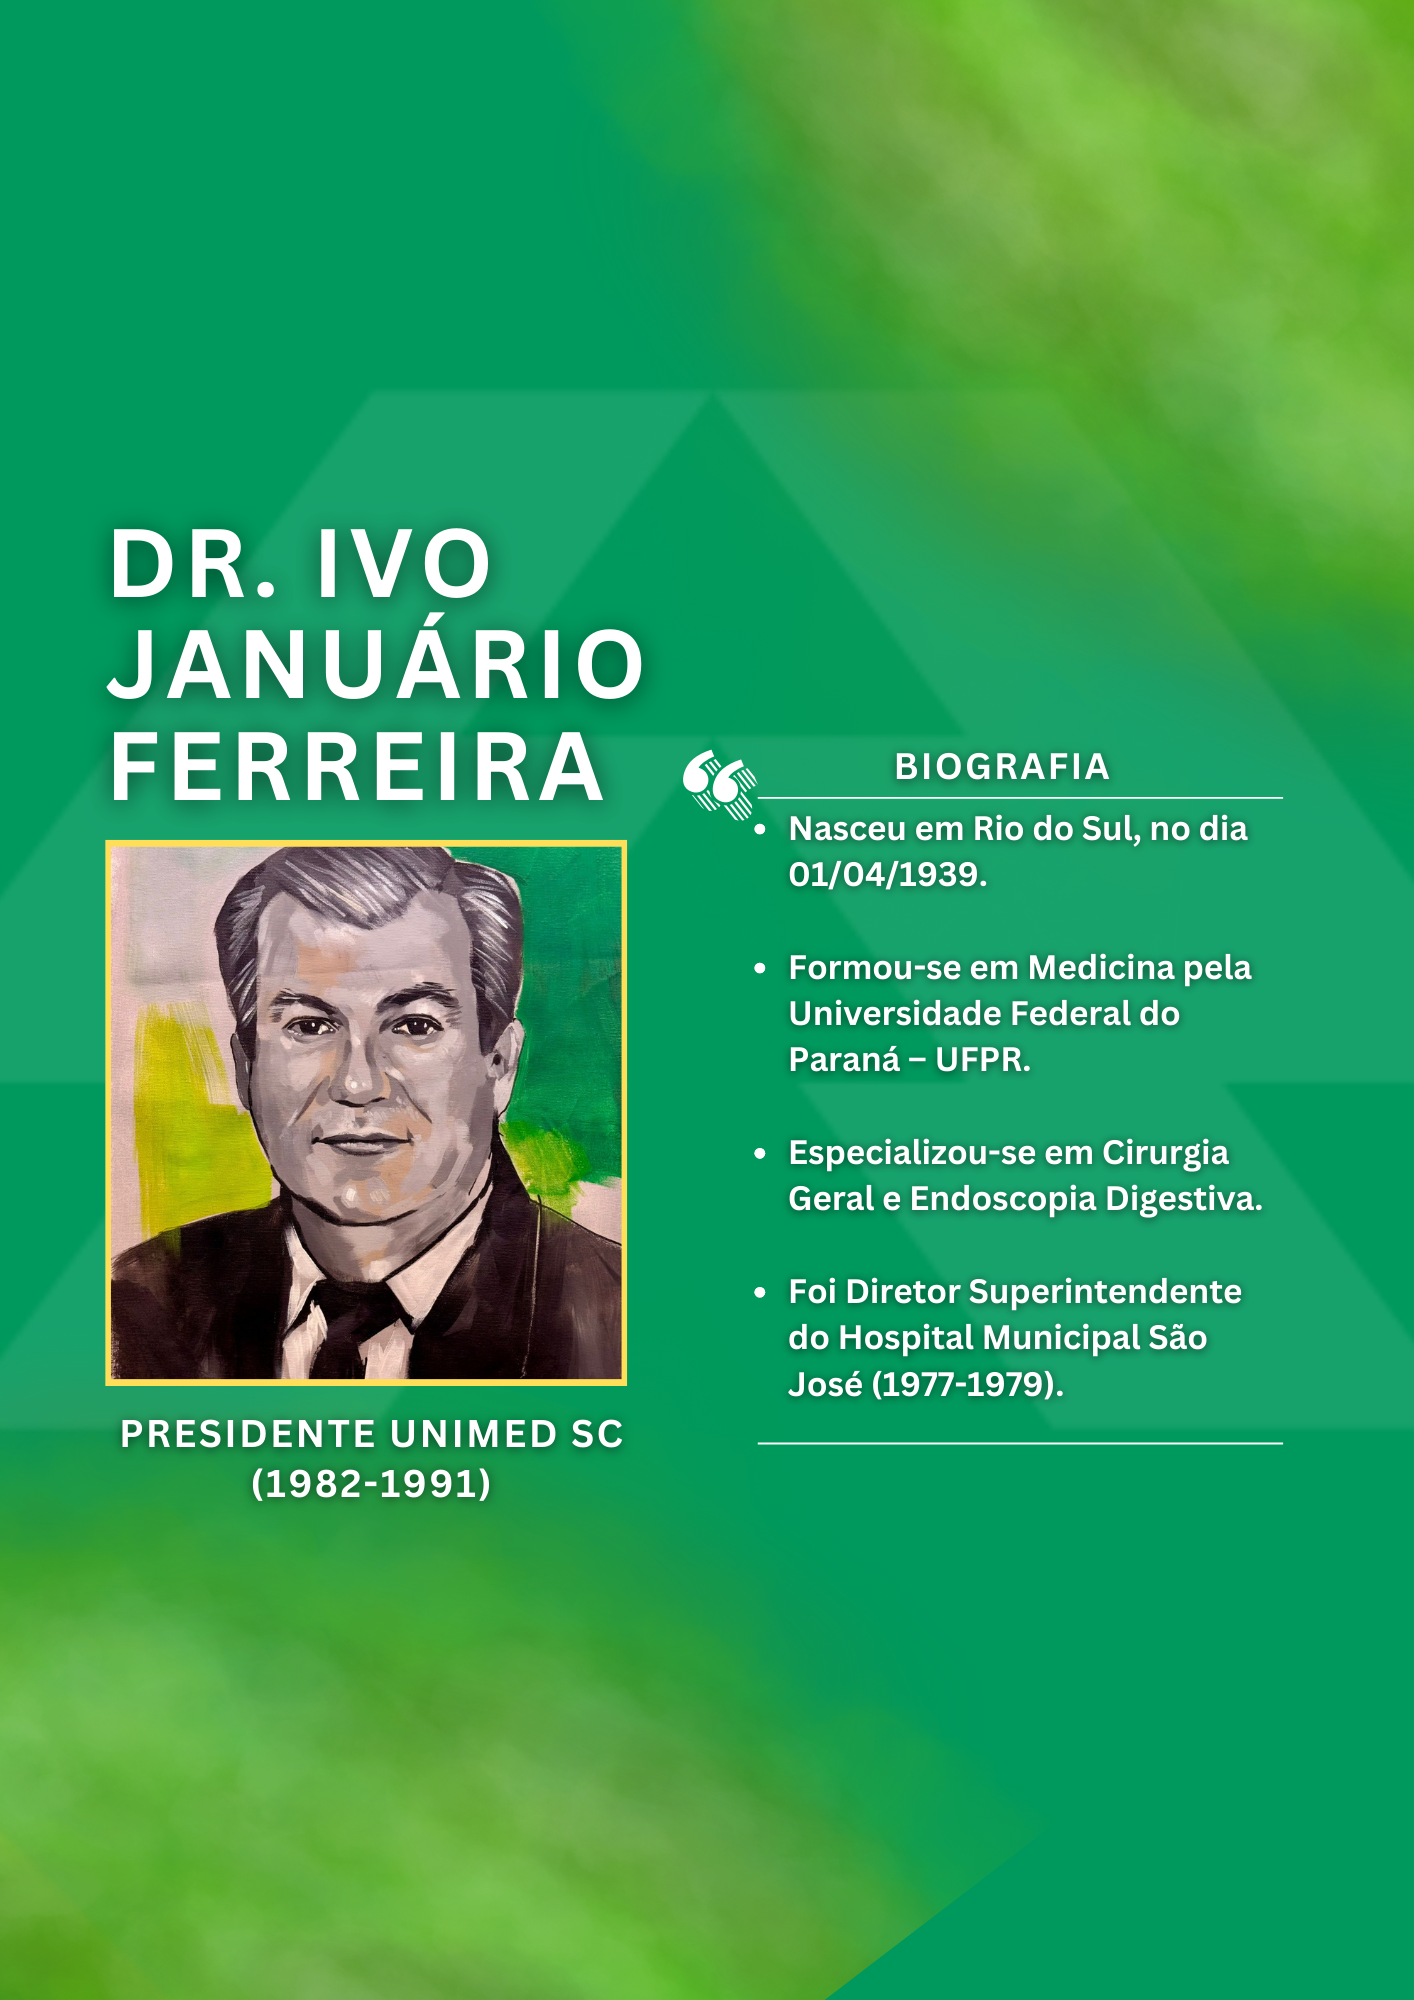 DR. IVO
JANUÁRIO
FERREIRA
PRESIDENTE UNIMED SC
(1982-1991)
BIOGRAFIA
• Nasceu em Rio do Sul, no dia
01/04/1939.
• Formou-se em Medicina pela
Universidade Federal do
Paraná – UFPR.
• Especializou-se em Cirurgia
Geral e Endoscopia Digestiva.
• Foi Diretor Superintendente
do Hospital Municipal São
José (1977-1979).